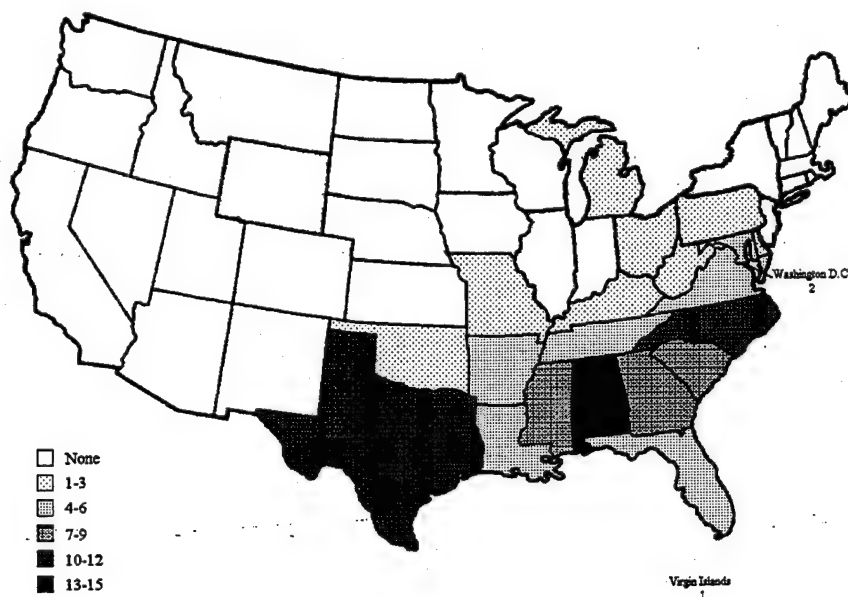 Washington D.C
2
None
1-3
4-6
7-9
10-12
13-15
Virgin Islands
1